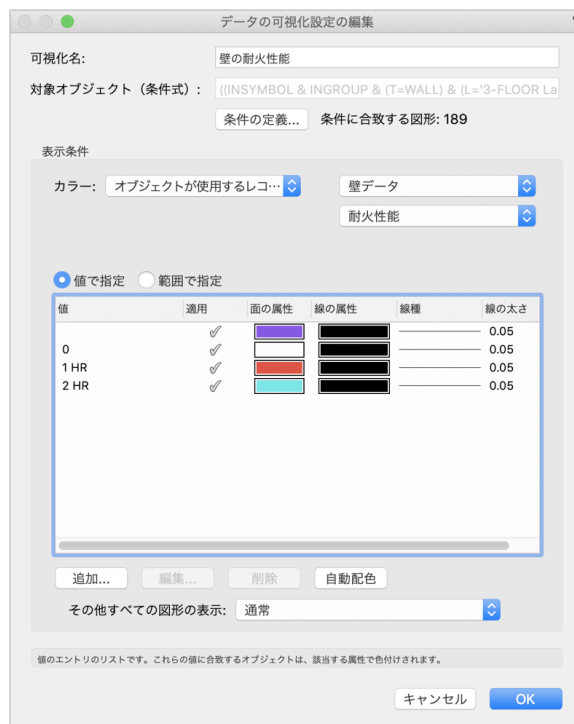 データの可視化設定の編集
可視化名:
壁の耐火性能
対象オブジェクト（条件式）:
((INSYMBOL & INGROUP & (T=WALL) & (L='3-FLOOR La
条件の定義...
条件に合致する図形: 189
表示条件
カラー:
オブジェクトが使用するレコ…
壁データ
耐火性能
値で指定
範囲で指定
値 適用 面の属性 線の属性 線種 線の太さ
0.05
0 0.05
1 HR 0.05
2 HR 0.05
追加...
編集...
削除
自動配色
その他すべての図形の表示:
通常
値のエントリのリストです。これらの値に合致するオブジェクトは、該当する属性で色付けされます。
キャンセル
OK